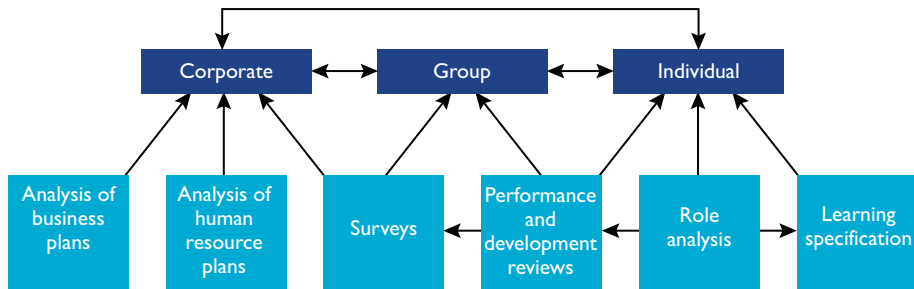 Corporate
Group
Individual
Analysis of
business
plans
Analysis of
human
resource
plans
Surveys
Performance
and
development
reviews
Role
analysis
Learning
specification